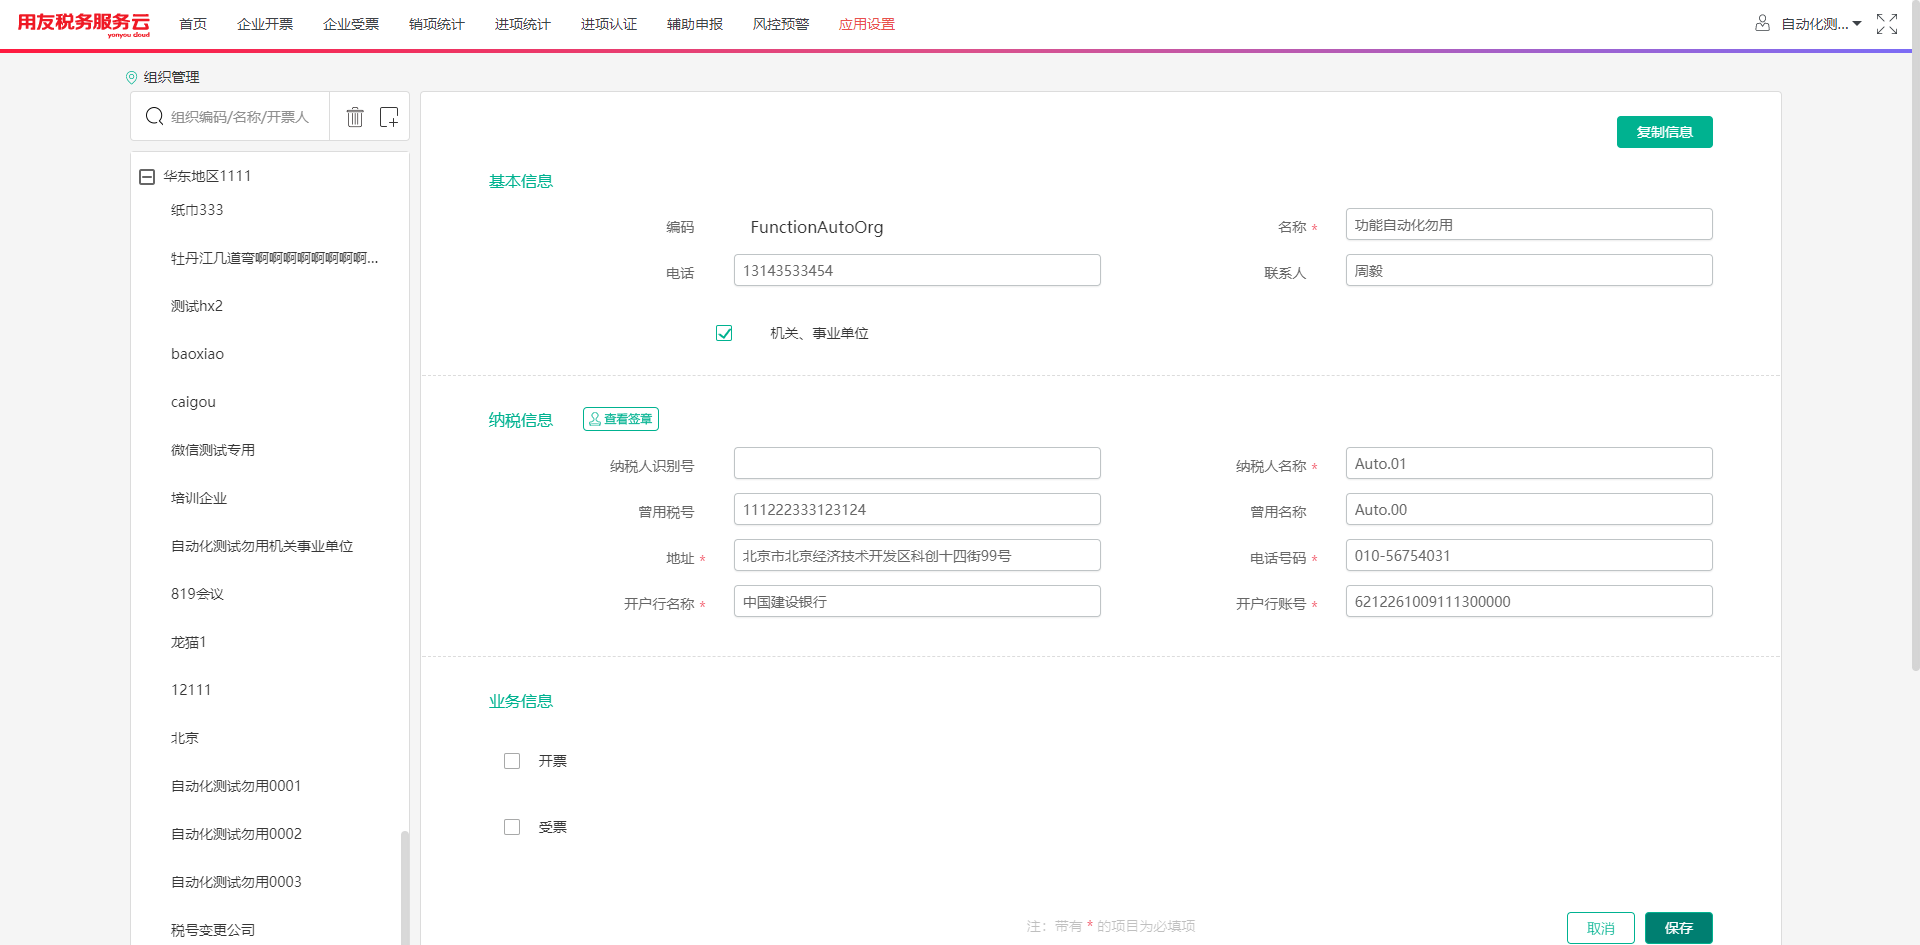 用友税务服务云
yonyou cloud
首页 企业开票 企业受票 销项统计 进项统计 进项认证 辅助申报 风控预警 应用设置
自动化测...
组织管理
组织编码/名称/开票人
华东地区1111
纸巾333
牡丹江几道弯啊啊啊啊啊啊啊啊...
测试hx2
baoxiao
caigou
微信测试专用
培训企业
自动化测试勿用机关事业单位
819会议
龙猫1
12111
北京
自动化测试勿用0001
自动化测试勿用0002
自动化测试勿用0003
税号变更公司
复制信息
基本信息
编码 FunctionAutoOrg 名称 * 功能自动化勿用
电话 13143533454 联系人 周毅
机关、事业单位
纳税信息 查看签章
纳税人识别号 纳税人名称 * Auto.01
曾用税号 111222333123124 曾用名称 Auto.00
地址 * 北京市北京经济技术开发区科创十四街99号 电话号码 * 010-56754031
开户行名称 * 中国建设银行 开户行账号 * 6212261009111300000
业务信息
开票
受票
注：带有 * 的项目为必填项
取消 保存